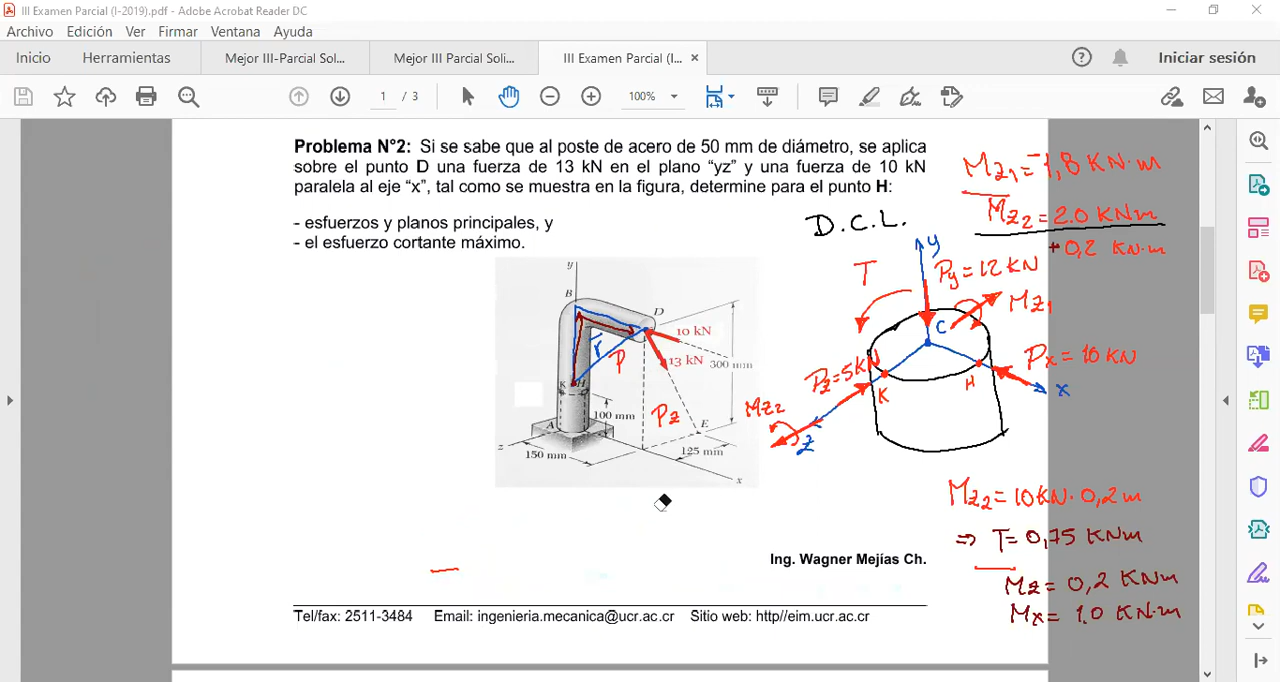 III Examen Parcial (I-2019).pdf - Adobe Acrobat Reader DC
Archivo Edición Ver Firmar Ventana Ayuda
Inicio Herramientas Mejor III-Parcial Sol... Mejor III Parcial Soli... III Examen Parcial (I... × Iniciar sesión
1 / 3 100%
Problema N°2: Si se sabe que al poste de acero de 50 mm de diámetro, se aplica
sobre el punto D una fuerza de 13 kN en el plano “yz” y una fuerza de 10 kN
paralela al eje “x”, tal como se muestra en la figura, determine para el punto H:
- esfuerzos y planos principales, y
- el esfuerzo cortante máximo.
Mz1 = -1,8 KN·m
Mz2 = 2.0 KNm
+0,2 KN·m
D.C.L.
y
T
Py = 12 KN
Mz1
C
Px = 10 KN
Pz = 5KN
K
H
x
Mz2
z
y
B
D
10 kN
r
P
13 kN
300 mm
K
H
100 mm
Pz
E
A
z
150 mm
125 mm
x
Mz2 = 10KN · 0,2m
⇒ T = 0,75 KNm
Mz = 0,2 KNm
Mx = 1.0 KN·m
Ing. Wagner Mejías Ch.
Tel/fax: 2511-3484 Email: ingenieria.mecanica@ucr.ac.cr Sitio web: http//eim.ucr.ac.cr